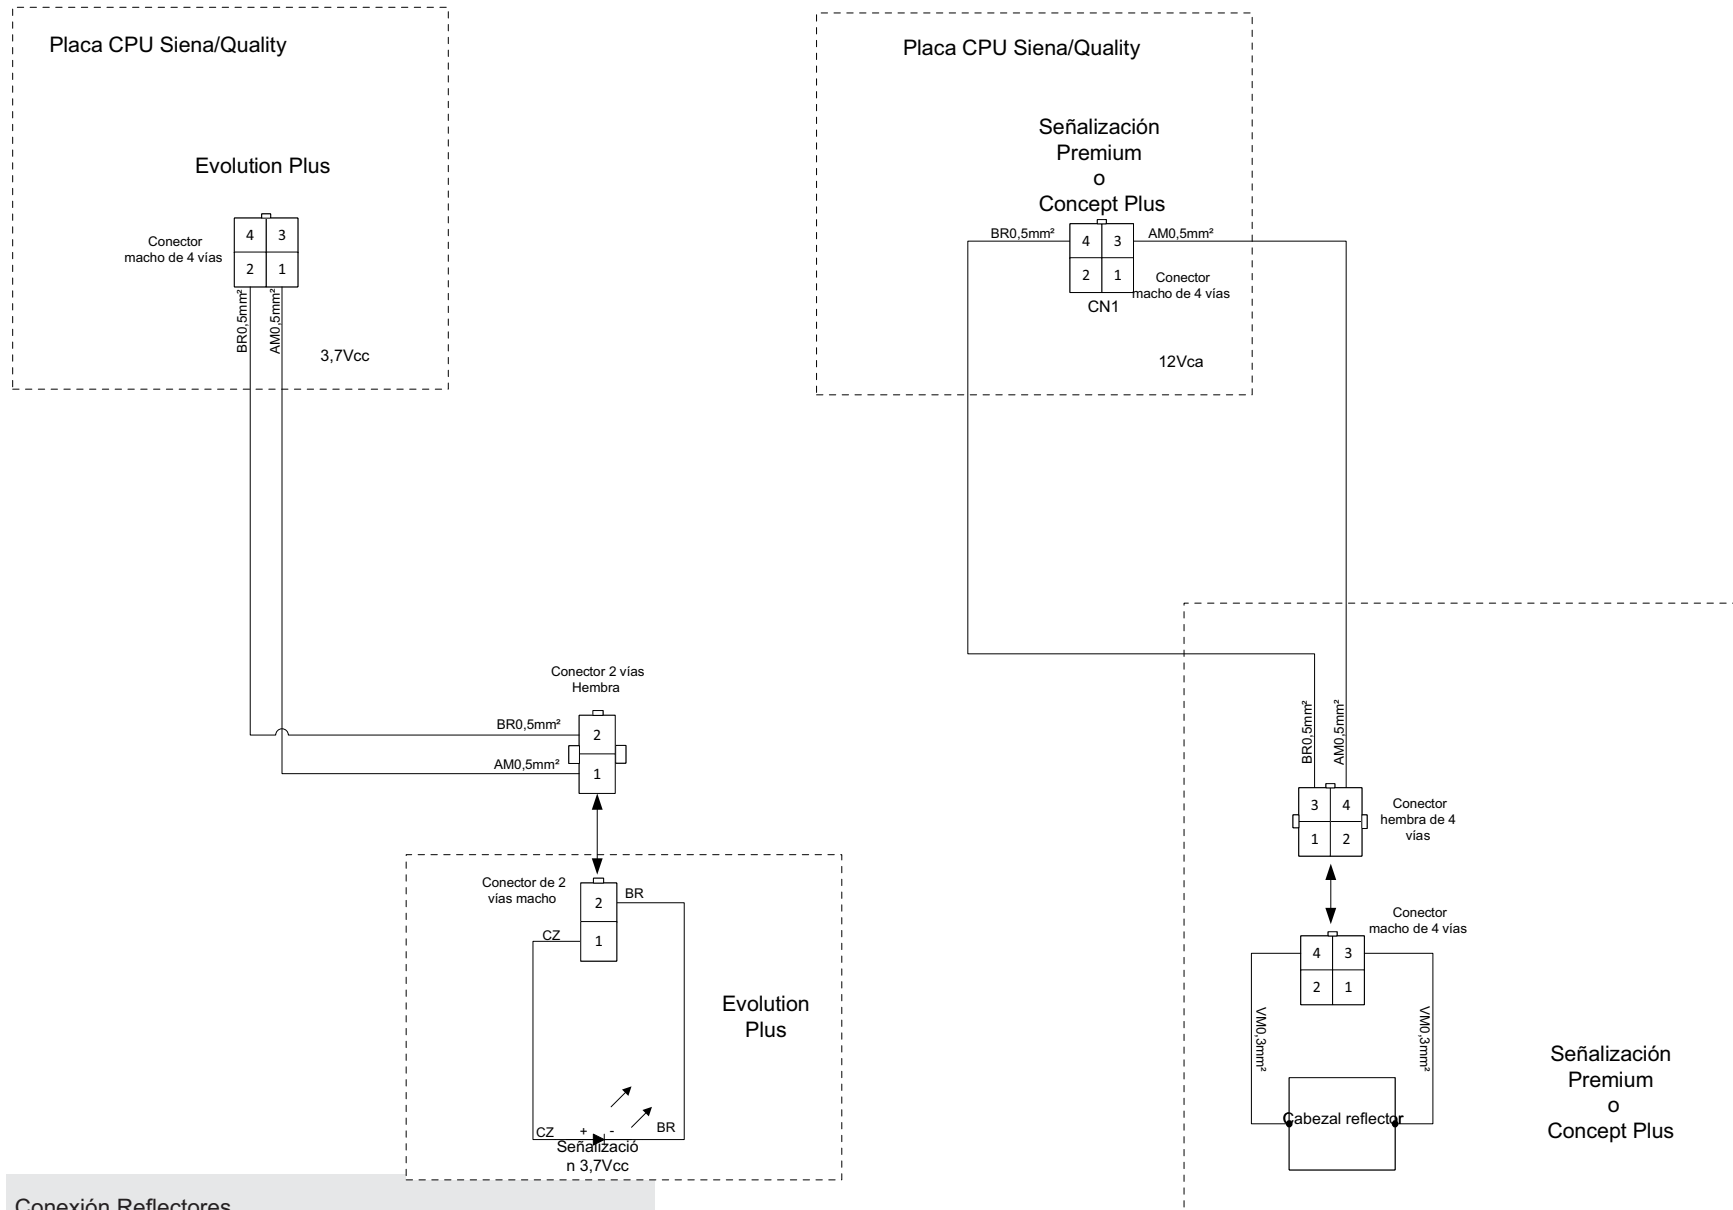 Placa CPU Siena/Quality
Evolution Plus
Conector
macho de 4 vías
4 3
2 1
BR0,5mm²
AM0,5mm²
3,7Vcc
Conector 2 vías
Hembra
BR0,5mm²
2
AM0,5mm²
1
Conector de 2
vías macho
2
BR
CZ
1
Evolution
Plus
CZ
+
-
BR
Señalizació
n 3,7Vcc
Placa CPU Siena/Quality
Señalización
Premium
o
Concept Plus
BR0,5mm²
4 3
AM0,5mm²
2 1
Conector
macho de 4 vías
CN1
12Vca
BR0,5mm²
AM0,5mm²
3 4
1 2
Conector
hembra de 4
vías
Conector
macho de 4 vías
4 3
2 1
VM0,3mm²
VM0,3mm²
Cabezal reflector
Señalización
Premium
o
Concept Plus
Conexión Reflectores